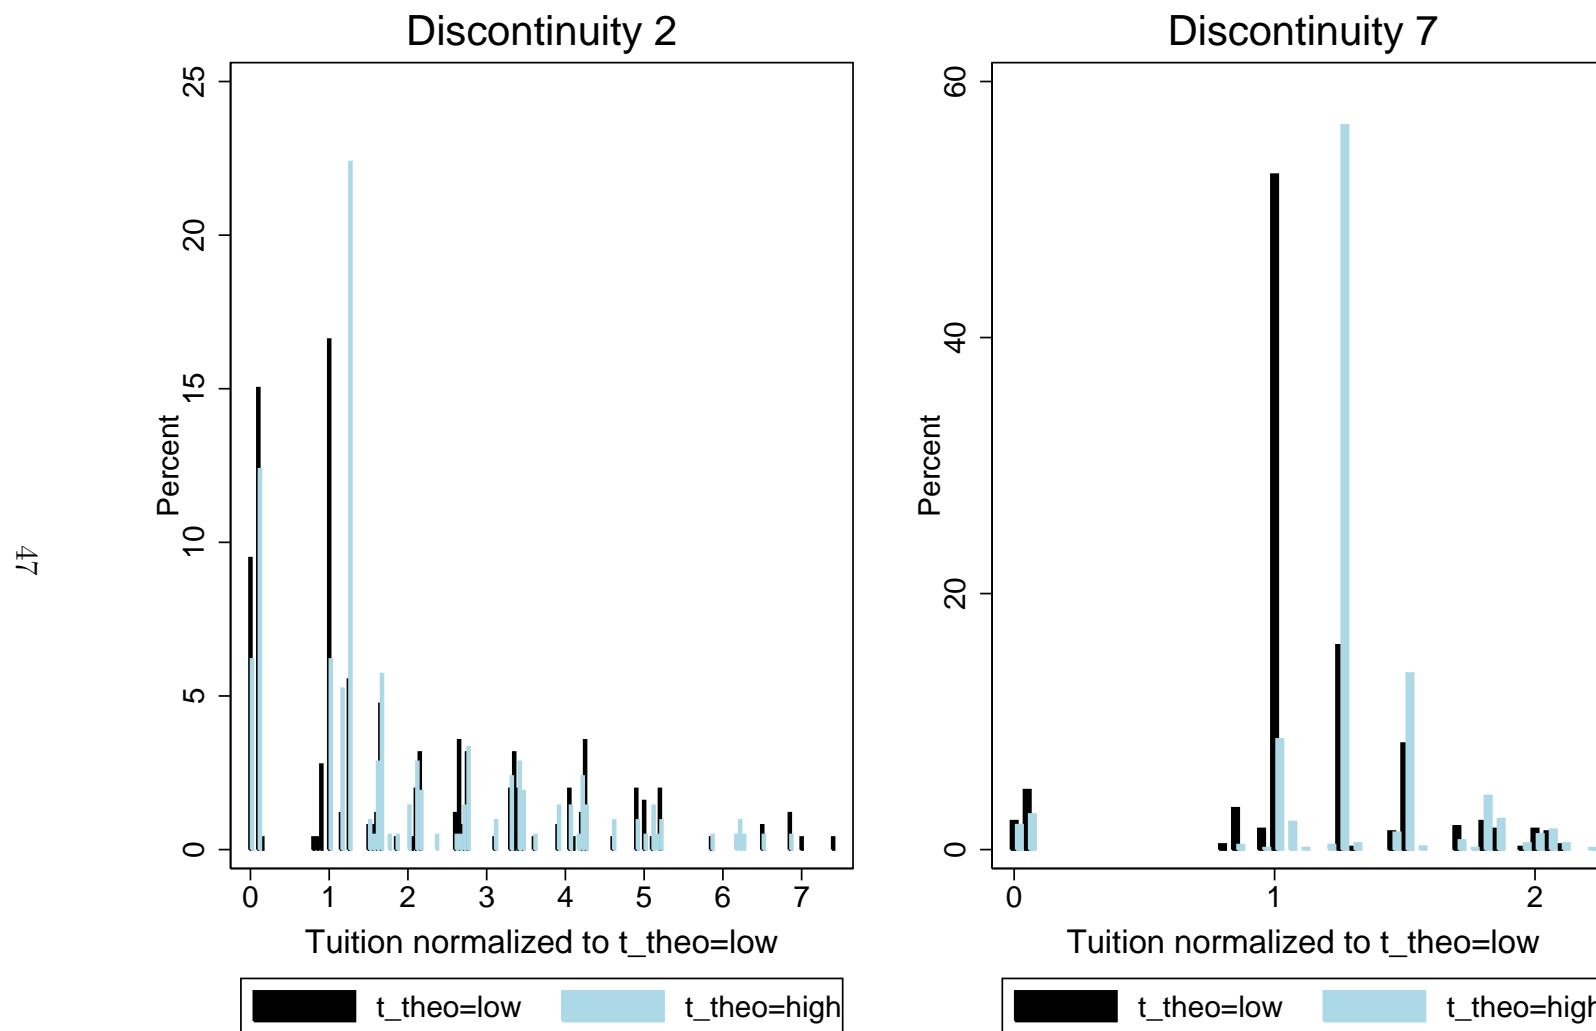 Discontinuity 2
Percent
25
20
15
10
5
0
0 1 2 3 4 5 6 7
Tuition normalized to t_theo=low
t_theo=low t_theo=high
Discontinuity 7
Percent
60
40
20
0
0 1 2
Tuition normalized to t_theo=low
t_theo=low t_theo=high
47